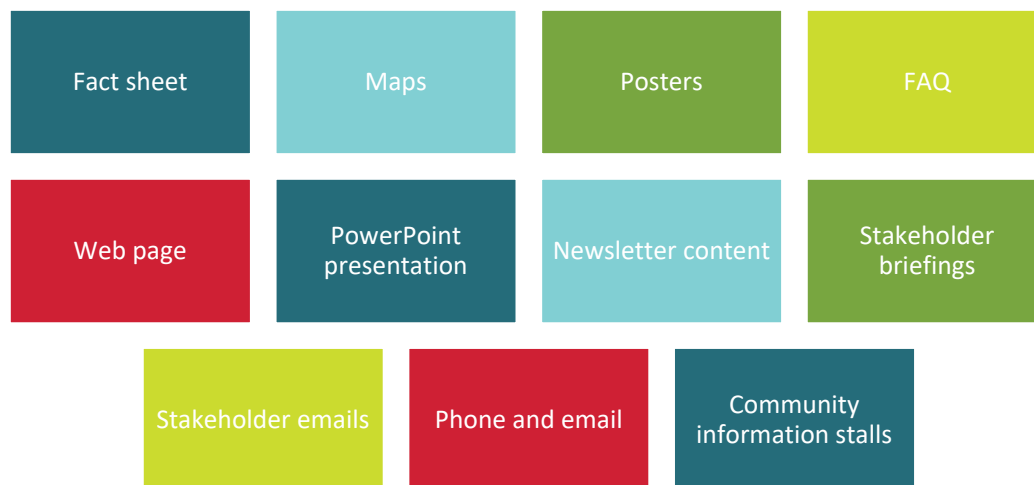 Fact sheet
Maps
Posters
FAQ
Web page
PowerPoint
presentation
Newsletter content
Stakeholder
briefings
Stakeholder emails
Phone and email
Community
information stalls